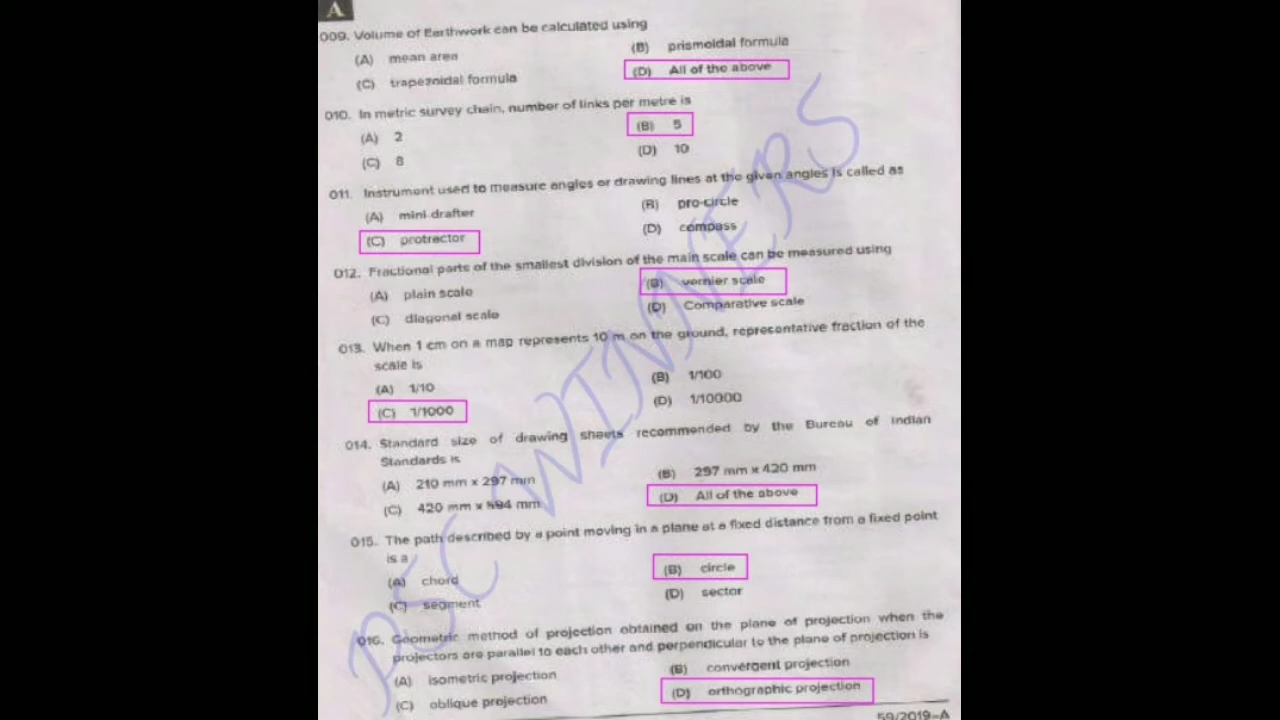 A
009. Volume of Earthwork can be calculated using
(A) mean area
(B) prismoidal formula
(C) trapezoidal formula
(D) All of the above
010. In metric survey chain, number of links per metre is
(A) 2
(B) 5
(C) 8
(D) 10
011. Instrument used to measure angles or drawing lines at the given angles is called as
(A) mini drafter
(B) pro-circle
(C) protractor
(D) compass
012. Fractional parts of the smallest division of the main scale can be measured using
(A) plain scale
(B) vernier scale
(C) diagonal scale
(D) Comparative scale
013. When 1 cm on a map represents 10 m on the ground, representative fraction of the
scale is
(A) 1/10
(B) 1/100
(C) 1/1000
(D) 1/10000
014. Standard size of drawing sheets recommended by the Bureau of Indian
Standards is
(A) 210 mm x 297 mm
(B) 297 mm x 420 mm
(C) 420 mm x 594 mm
(D) All of the above
015. The path described by a point moving in a plane at a fixed distance from a fixed point
is a
(A) chord
(B) circle
(C) segment
(D) sector
016. Geometric method of projection obtained on the plane of projection when the
projectors are parallel to each other and perpendicular to the plane of projection is
(A) isometric projection
(B) convergent projection
(C) oblique projection
(D) orthographic projection
59/2019-A
PSC WINNERS